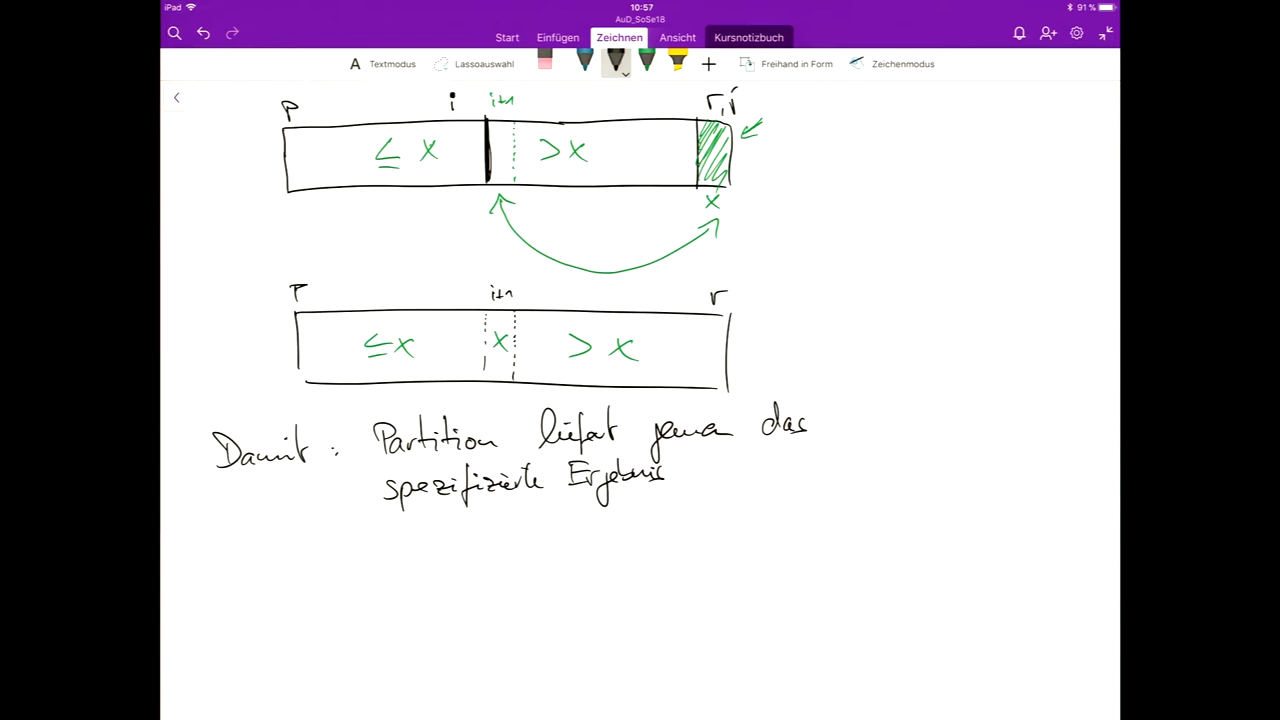 iPad 10:57 91 %
AuD_SoSe18
Start Einfügen Zeichnen Ansicht Kursnotizbuch
A Textmodus Lassoauswahl + Freihand in Form Zeichenmodus
p i i+1 r, j
≤ x > x
x
p i+1 r
≤ x x > x
Damit : Partition liefert genau das
spezifizierte Ergebnis